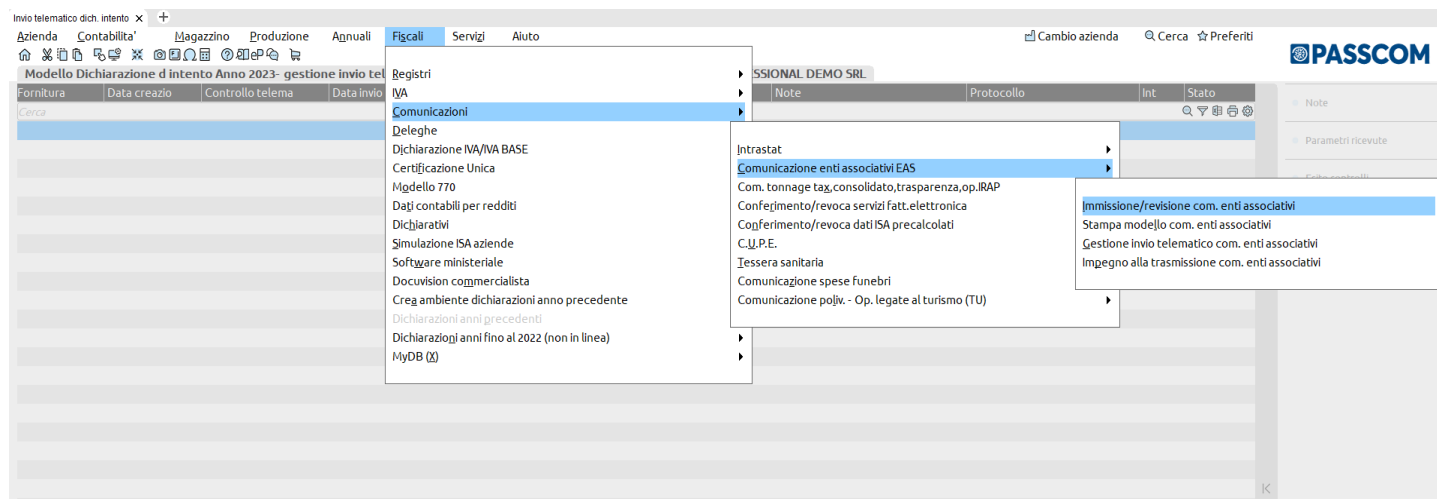 Invio telematico dich. intento × +
Azienda Contabilita' Magazzino Produzione Annuali Fiscali Servizi Aiuto Cambio azienda Cerca Preferiti
PASSCOM
Modello Dichiarazione d intento Anno 2023- gestione invio tel SSIONAL DEMO SRL
Fornitura Data creazio Controllo telema Data invio Note Protocollo Int Stato
Cerca
Note
Parametri ricevute
Registri
IVA
Comunicazioni
Deleghe
Dichiarazione IVA/IVA BASE
Certificazione Unica
Modello 770
Dati contabili per redditi
Dichiarativi
Simulazione ISA aziende
Software ministeriale
Docuvision commercialista
Crea ambiente dichiarazioni anno precedente
Dichiarazioni anni precedenti
Dichiarazioni anni fino al 2022 (non in linea)
MyDB (X)
Intrastat
Comunicazione enti associativi EAS
Com. tonnage tax,consolidato,trasparenza,op.IRAP
Conferimento/revoca servizi fatt.elettronica
Conferimento/revoca dati ISA precalcolati
C.U.P.E.
Tessera sanitaria
Comunicazione spese funebri
Comunicazione poliv. - Op. legate al turismo (TU)
Immissione/revisione com. enti associativi
Stampa modello com. enti associativi
Gestione invio telematico com. enti associativi
Impegno alla trasmissione com. enti associativi